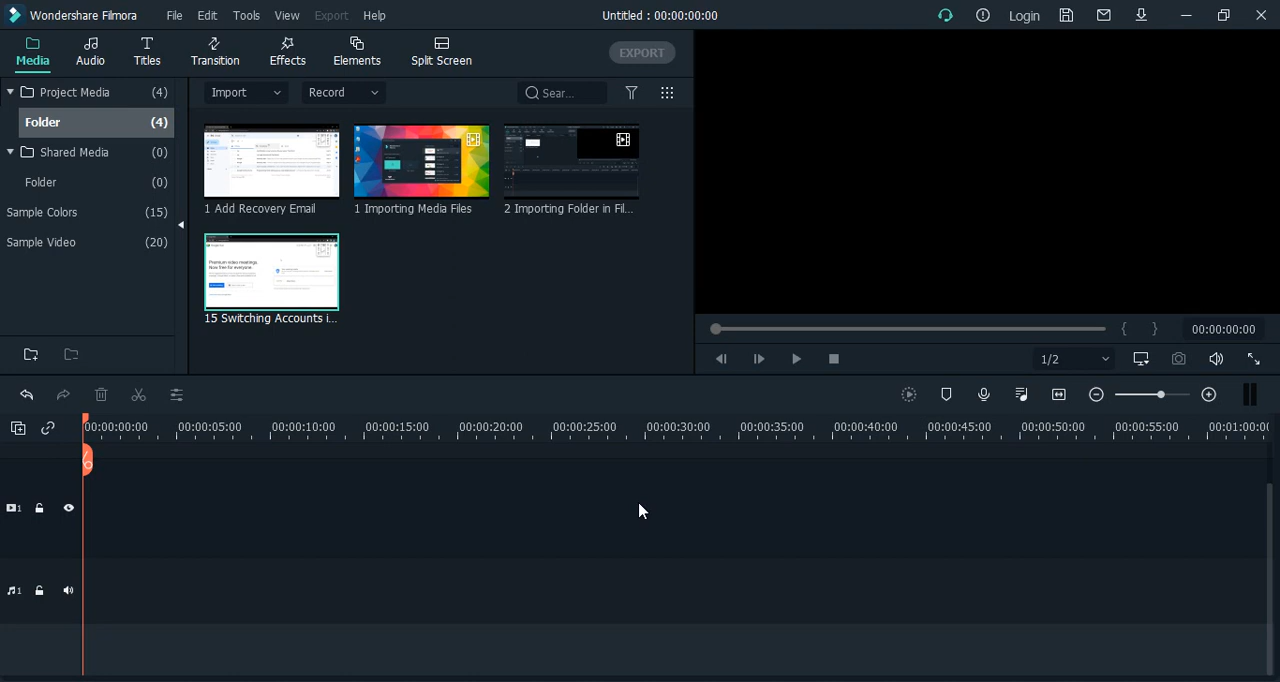 Wondershare Filmora File Edit Tools View Export Help Untitled : 00:00:00:00 Login
Media Audio Titles Transition Effects Elements Split Screen EXPORT
Project Media (4)
Folder (4)
Shared Media (0)
Folder (0)
Sample Colors (15)
Sample Video (20)
Import Record Sear...
1 Add Recovery Email 1 Importing Media Files 2 Importing Folder in Fil...
15 Switching Accounts i...
{ } 00:00:00:00
1/2
00:00:00:00 00:00:05:00 00:00:10:00 00:00:15:00 00:00:20:00 00:00:25:00 00:00:30:00 00:00:35:00 00:00:40:00 00:00:45:00 00:00:50:00 00:00:55:00 00:01:00:0
1
1